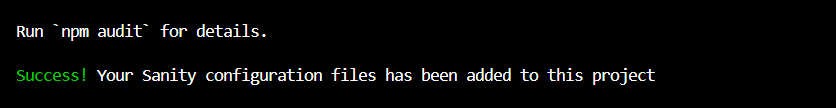 Run `npm audit` for details.
Success! Your Sanity configuration files has been added to this project